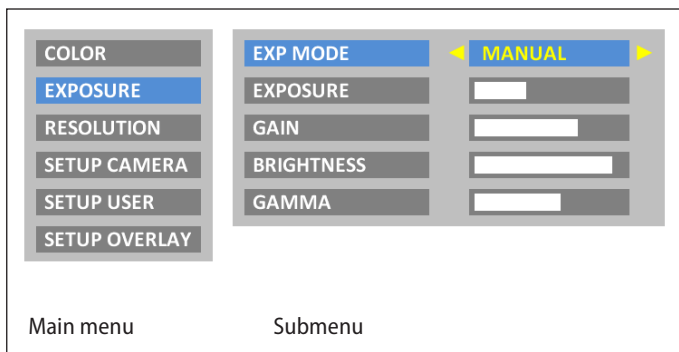 COLOR
EXPOSURE
RESOLUTION
SETUP CAMERA
SETUP USER
SETUP OVERLAY
EXP MODE MANUAL
EXPOSURE
GAIN
BRIGHTNESS
GAMMA
Main menu
Submenu